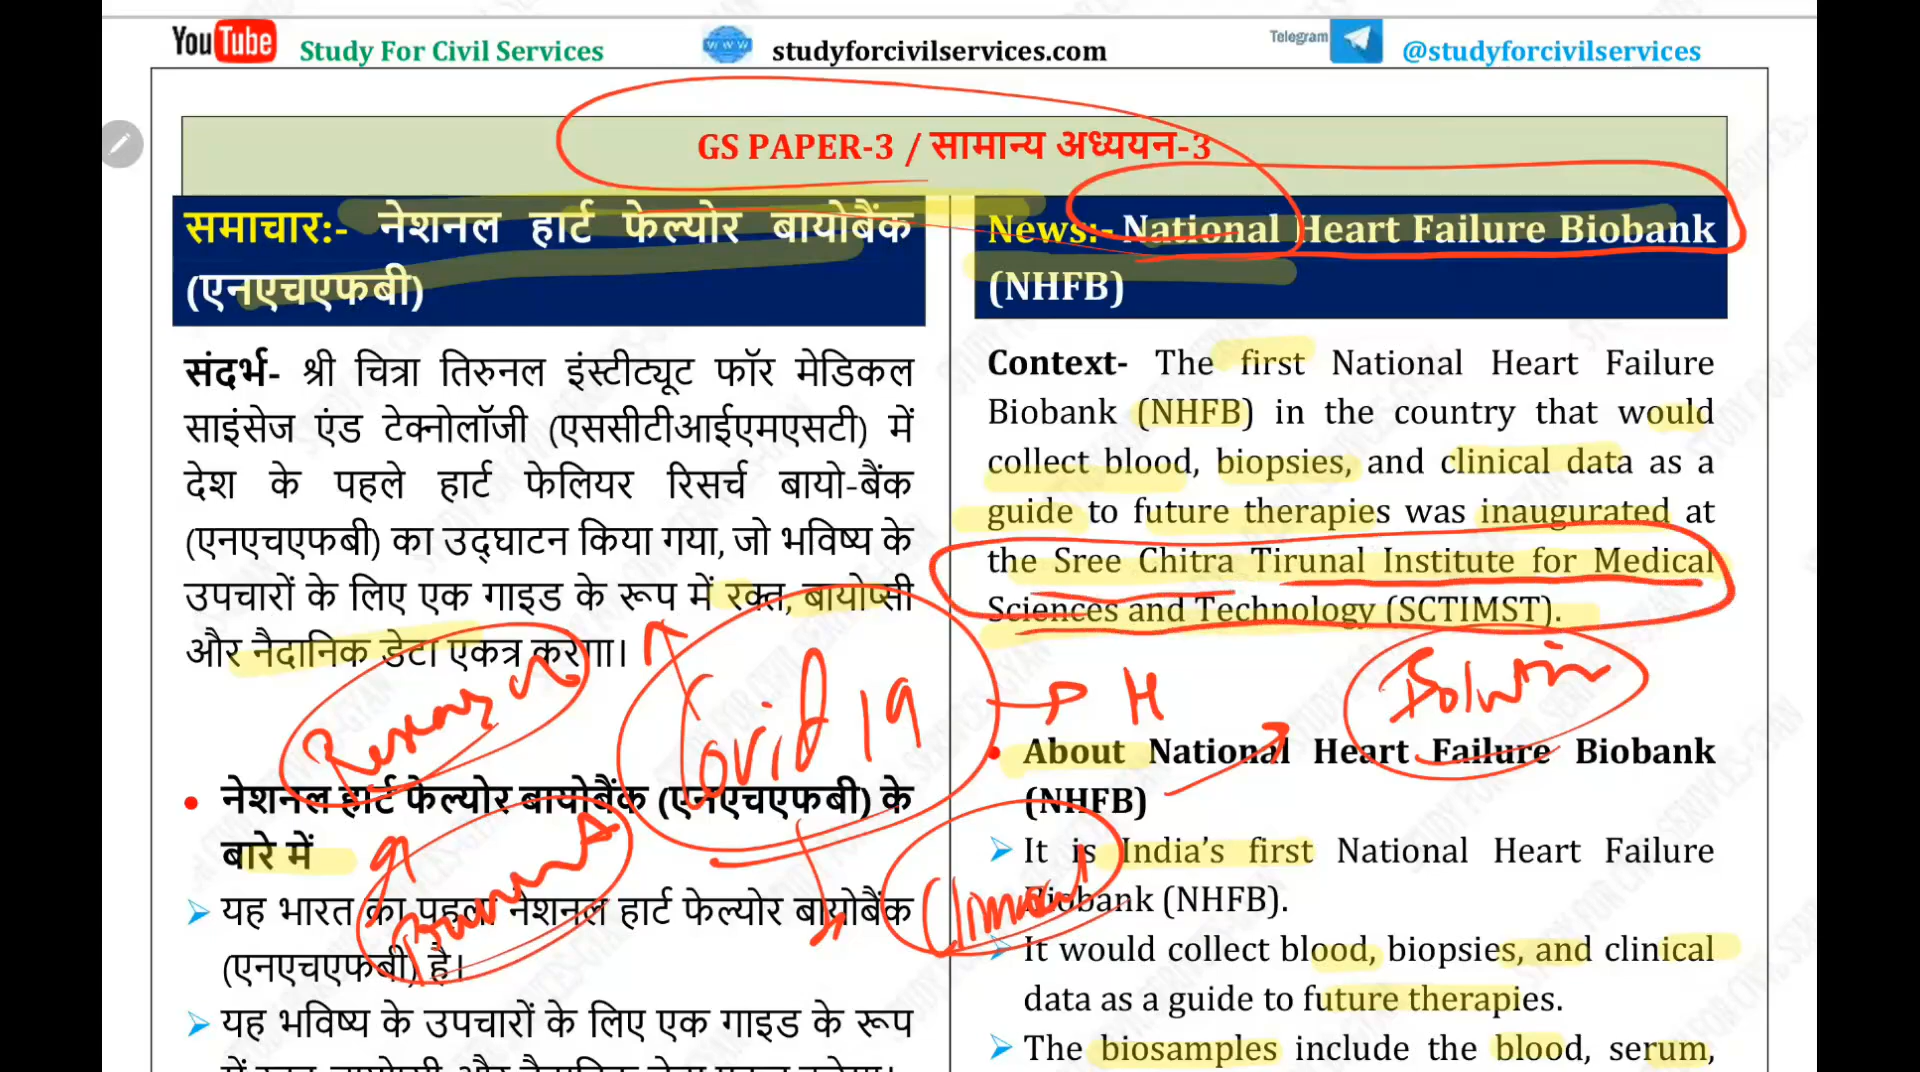 YouTube Study For Civil Services
www studyforcivilservices.com
Telegram @studyforcivilservices
GS PAPER-3 / सामान्य अध्ययन-3
समाचार:- नेशनल हार्ट फेल्योर बायोबैंक
(एनएचएफबी)
संदर्भ- श्री चित्रा तिरुनल इंस्टीट्यूट फॉर मेडिकल
साइंसेज एंड टेक्नोलॉजी (एससीटीआईएमएसटी) में
देश के पहले हार्ट फेलियर रिसर्च बायो-बैंक
(एनएचएफबी) का उद्घाटन किया गया, जो भविष्य के
उपचारों के लिए एक गाइड के रूप में रक्त, बायोप्सी
और नैदानिक डेटा एकत्र करेगा।
नेशनल हार्ट फेल्योर बायोबैंक (एनएचएफबी) के
बारे में
यह भारत का पहला नेशनल हार्ट फेल्योर बायोबैंक
(एनएचएफबी) है।
यह भविष्य के उपचारों के लिए एक गाइड के रूप
News:- National Heart Failure Biobank
(NHFB)
Context- The first National Heart Failure
Biobank (NHFB) in the country that would
collect blood, biopsies, and clinical data as a
guide to future therapies was inaugurated at
the Sree Chitra Tirunal Institute for Medical
Sciences and Technology (SCTIMST).
About National Heart Failure Biobank
(NHFB)
It is India's first National Heart Failure
Biobank (NHFB).
It would collect blood, biopsies, and clinical
data as a guide to future therapies.
The biosamples include the blood, serum,
Covid 19
P H